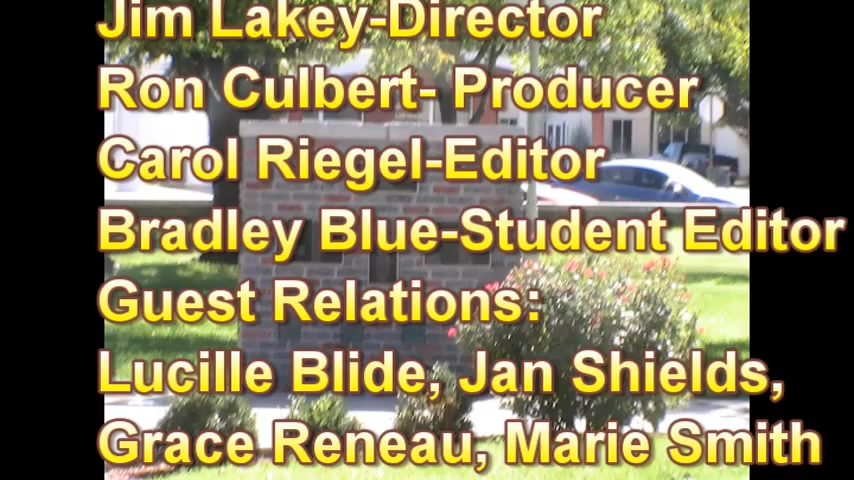 Jim Lakey-Director
Ron Culbert- Producer
Carol Riegel-Editor
Bradley Blue-Student Editor
Guest Relations:
Lucille Blide, Jan Shields,
Grace Reneau, Marie Smith